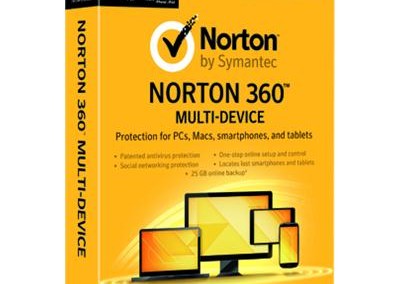 Norton
by Symantec
NORTON 360™
MULTI-DEVICE
Protection for PCs, Macs, smartphones, and tablets
• Patented antivirus protection
• Social networking protection
• One-stop online setup and control
• Locates lost smartphones and tablets
• 25 GB online backup*
NORTON 360™ MULTI-DEVICE